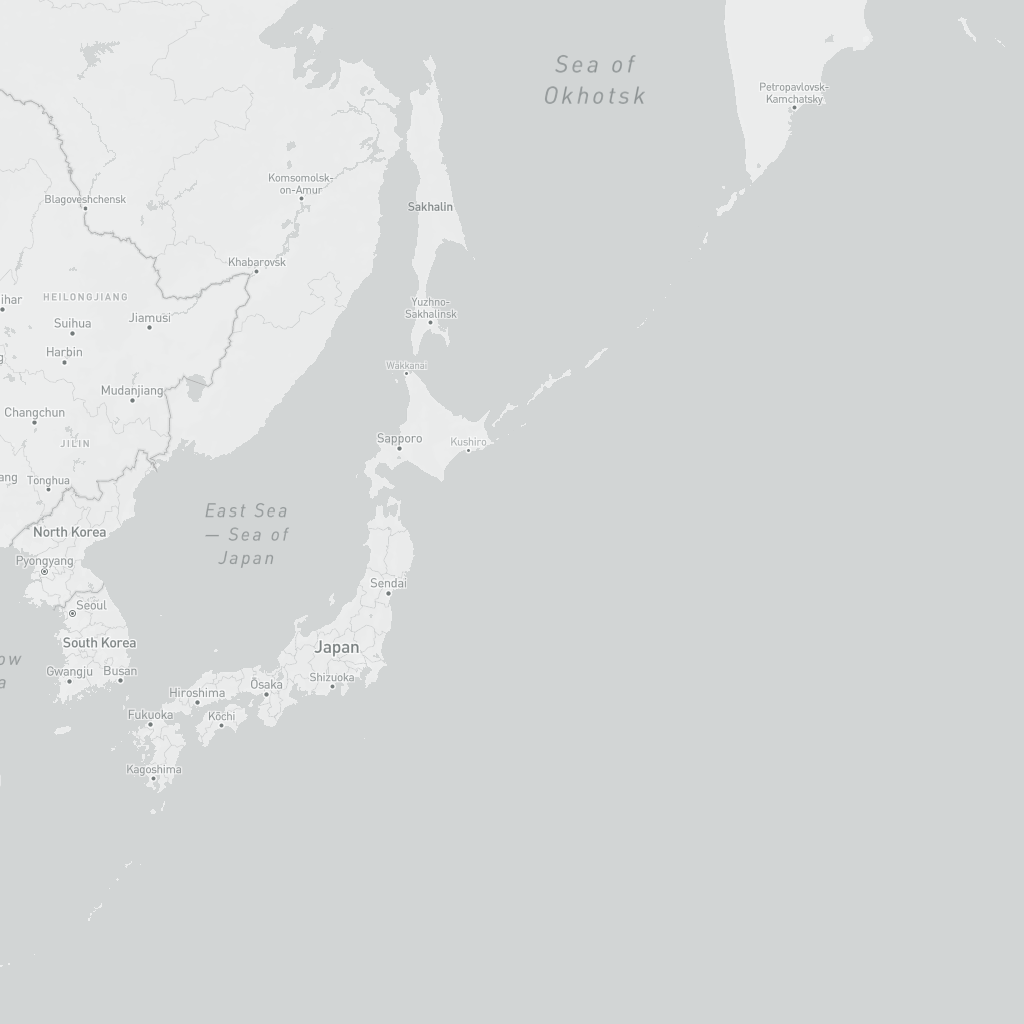 Sea of
Okhotsk
Petropavlovsk-
Kamchatsky
Komsomolsk-
on-Amur
Blagoveshchensk
Sakhalin
Khabarovsk
HEILONGJIANG
ihar
Yuzhno-
Sakhalinsk
Suihua
Jiamusi
Harbin
g
Wakkanai
Mudanjiang
Changchun
JILIN
Sapporo
Kushiro
ang
Tonghua
East Sea
— Sea of
Japan
North Korea
Pyongyang
Sendai
Seoul
South Korea
Japan
ow
a
Gwangju
Busan
Shizuoka
Ōsaka
Hiroshima
Fukuoka
Kōchi
Kagoshima